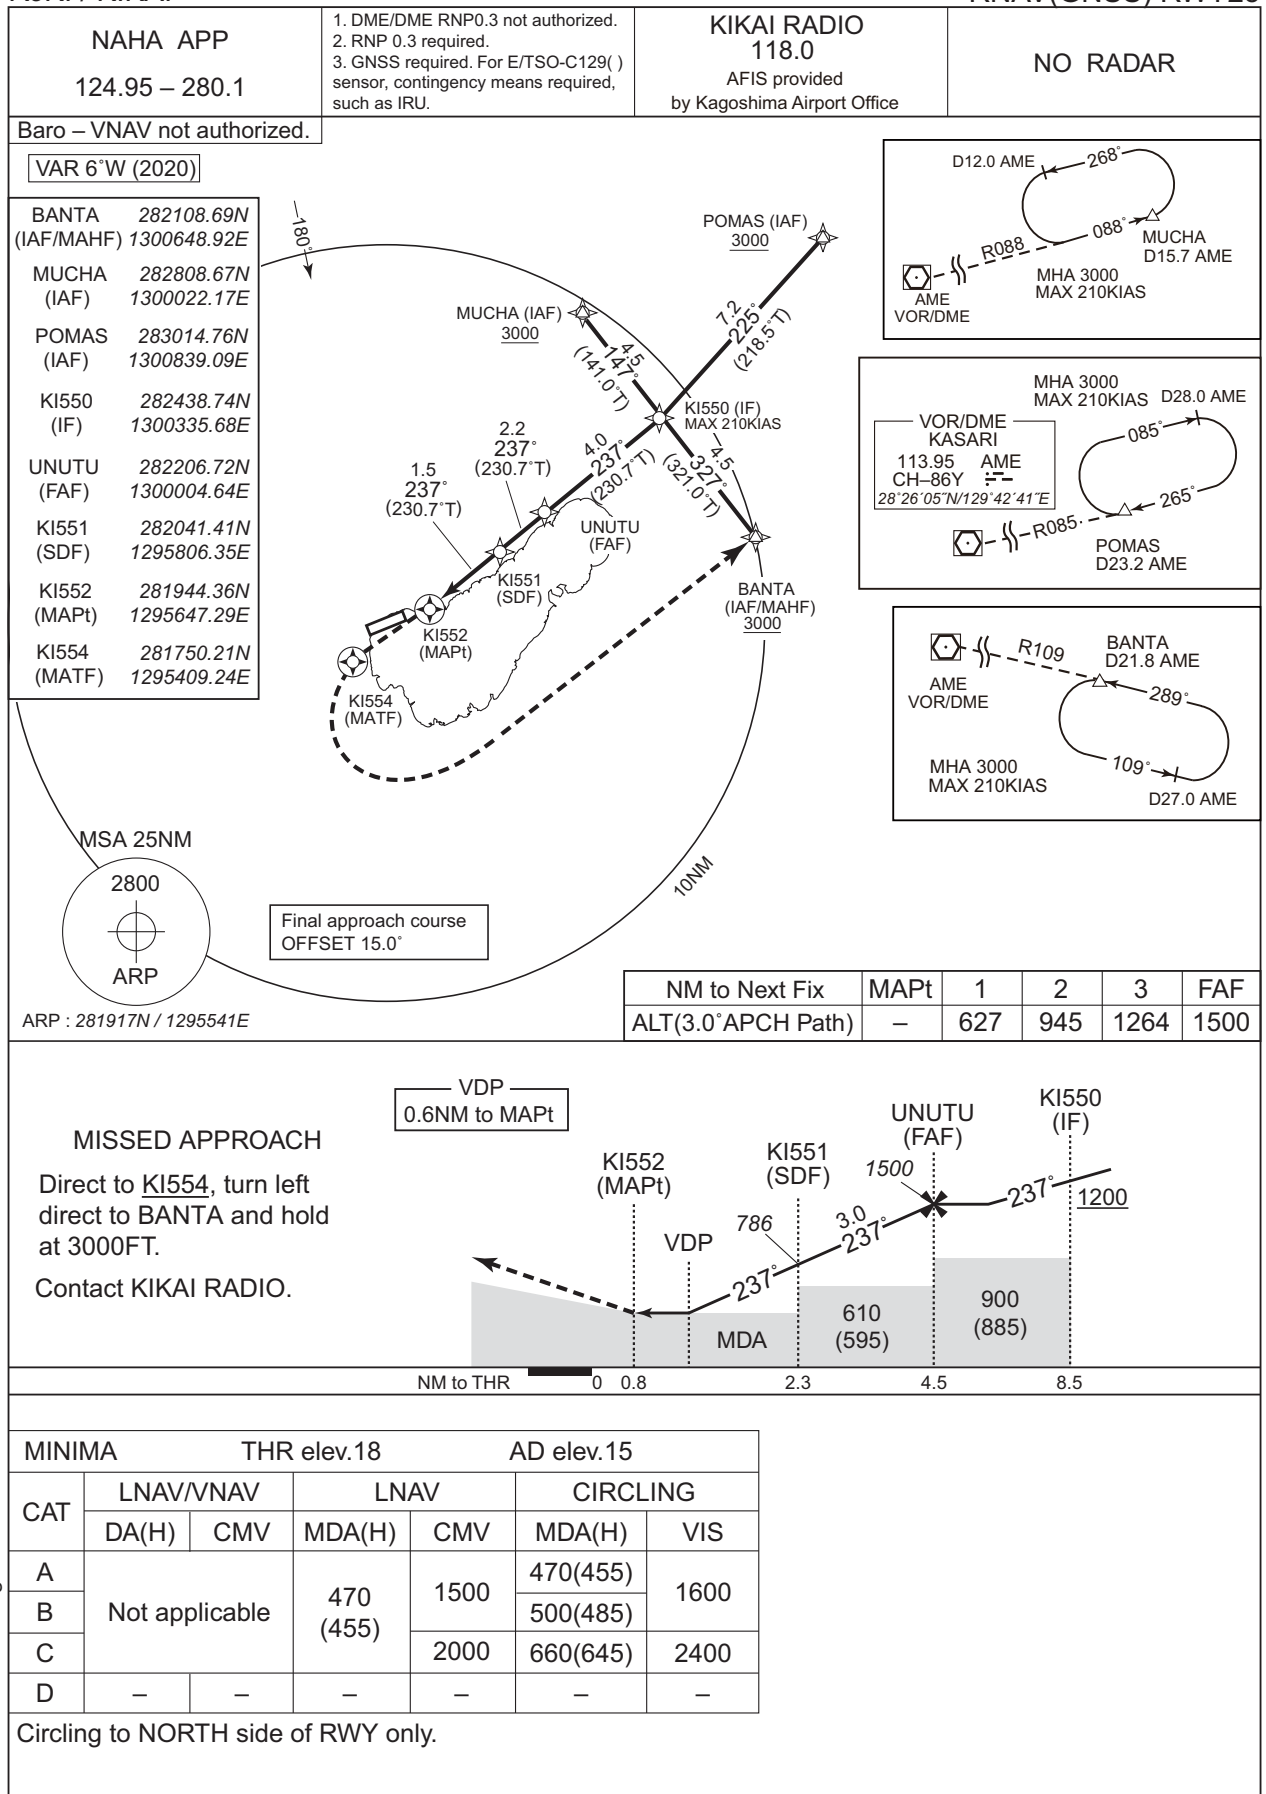 NAHA APP
124.95 – 280.1
1. DME/DME RNP0.3 not authorized.
2. RNP 0.3 required.
3. GNSS required. For E/TSO-C129( )
sensor, contingency means required,
such as IRU.
KIKAI RADIO
118.0
AFIS provided
by Kagoshima Airport Office
NO RADAR
Baro – VNAV not authorized.
VAR 6˚W (2020)
BANTA 282108.69N
(IAF/MAHF) 1300648.92E
MUCHA 282808.67N
(IAF) 1300022.17E
POMAS 283014.76N
(IAF) 1300839.09E
KI550 282438.74N
(IF) 1300335.68E
UNUTU 282206.72N
(FAF) 1300004.64E
KI551 282041.41N
(SDF) 1295806.35E
KI552 281944.36N
(MAPt) 1295647.29E
KI554 281750.21N
(MATF) 1295409.24E
180˚
POMAS (IAF)
3000
MUCHA (IAF)
3000
7.2
225˚
(218.5˚T)
4.5
147˚
(141.0˚T)
KI550 (IF)
MAX 210KIAS
4.0
237˚
(230.7˚T)
4.5
327˚
(321.0˚T)
2.2
237˚
(230.7˚T)
1.5
237˚
(230.7˚T)
UNUTU
(FAF)
KI551
(SDF)
KI552
(MAPt)
KI554
(MATF)
BANTA
(IAF/MAHF)
3000
10NM
D12.0 AME
268˚
088˚
R088
MUCHA
D15.7 AME
MHA 3000
MAX 210KIAS
AME
VOR/DME
MHA 3000
MAX 210KIAS
D28.0 AME
085˚
265˚
VOR/DME
KASARI
113.95 AME
CH–86Y
28˚26´05˝N/129˚42´41˝E
R085
POMAS
D23.2 AME
R109
BANTA
D21.8 AME
AME
VOR/DME
289˚
109˚
MHA 3000
MAX 210KIAS
D27.0 AME
MSA 25NM
2800
ARP
ARP : 281917N / 1295541E
Final approach course
OFFSET 15.0˚
NM to Next Fix MAPt 1 2 3 FAF
ALT(3.0˚APCH Path) – 627 945 1264 1500
MISSED APPROACH
Direct to KI554, turn left
direct to BANTA and hold
at 3000FT.
Contact KIKAI RADIO.
VDP
0.6NM to MAPt
KI552
(MAPt)
VDP
KI551
(SDF)
786
UNUTU
(FAF)
1500
KI550
(IF)
1200
237˚
3.0
237˚
237˚
MDA
610
(595)
900
(885)
NM to THR 0 0.8 2.3 4.5 8.5
MINIMA THR elev.18 AD elev.15
CAT LNAV/VNAV LNAV CIRCLING
DA(H) CMV MDA(H) CMV MDA(H) VIS
A Not applicable 470 (455) 1500 470(455) 1600
B 500(485)
C 2000 660(645) 2400
D – – – – – –
Circling to NORTH side of RWY only.